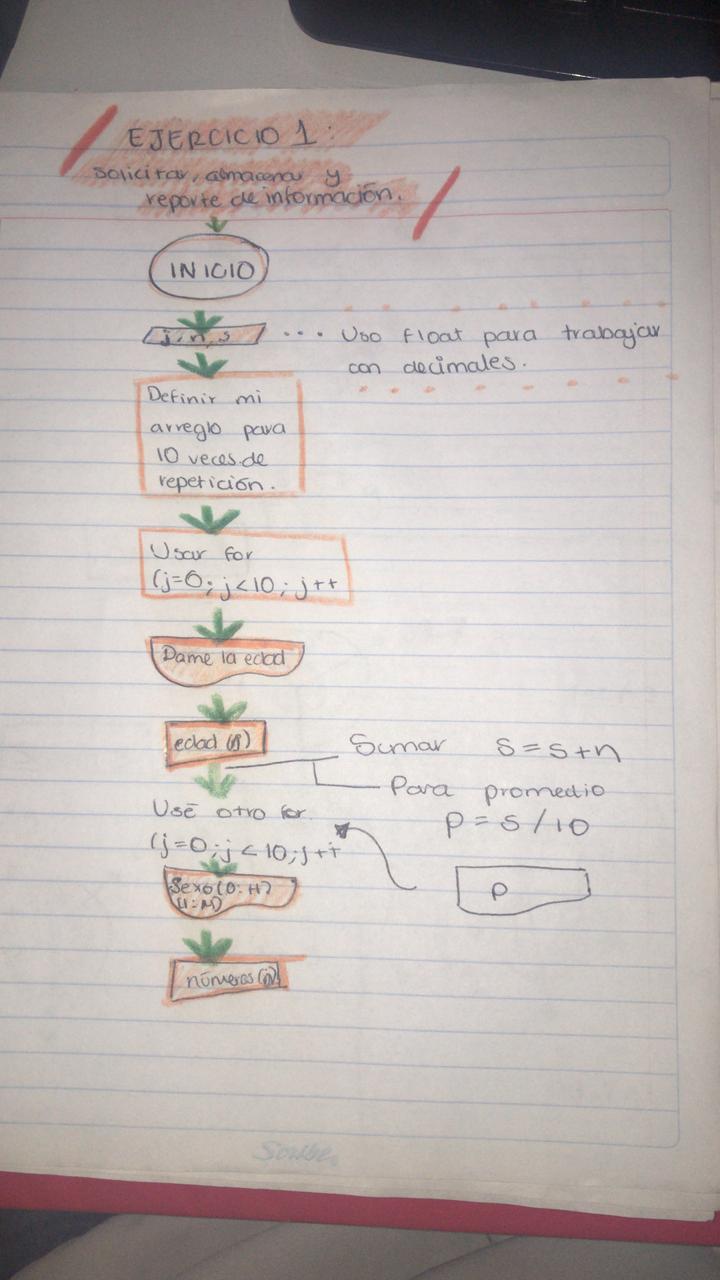 EJERCICIO 1:
Solicitar, almacenar y
reporte de información.
INICIO
j, n, s ... Uso float para trabajar
con decimales.
Definir mi
arreglo para
10 veces de
repetición.
Usar for
(j=0; j<10; j++
Dame la edad
edad (j)
Sumar s=s+n
Para promedio
p=s/10
p
Usé otro for.
(j=0; j<10; j++
Sexo (0:H)
(1:M)
números (j)
Scribe